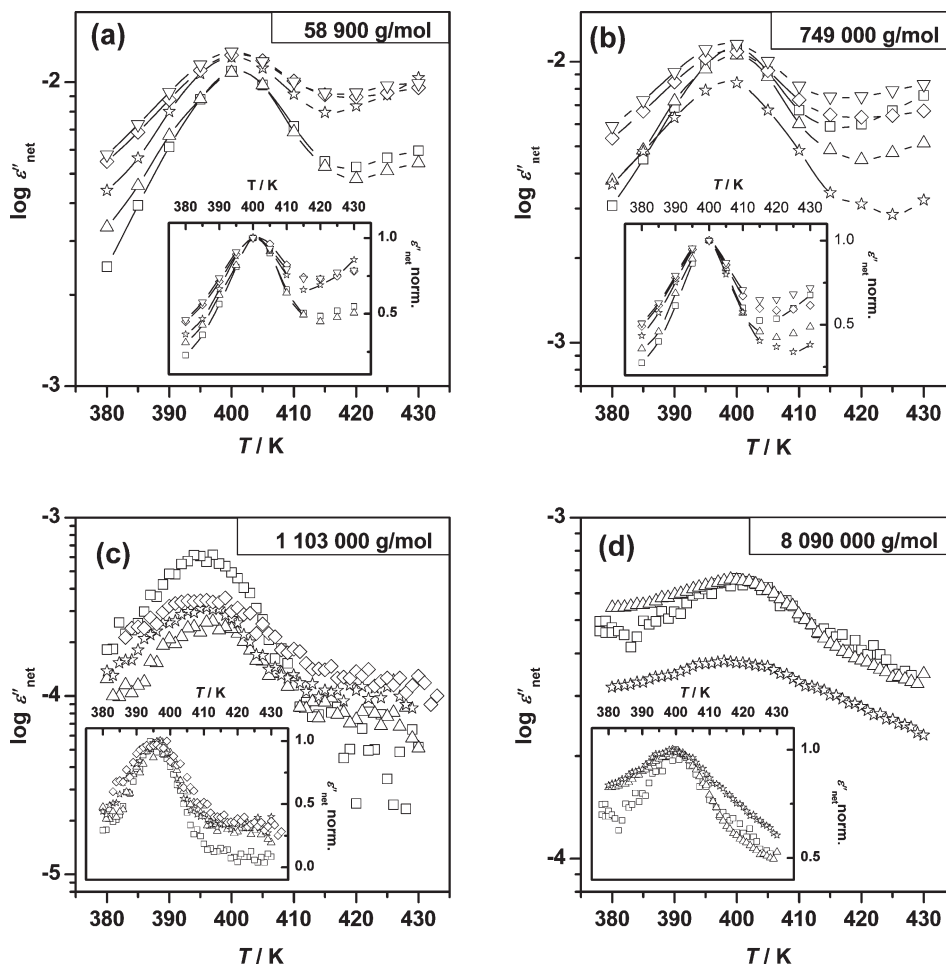 (a)
58 900 g/mol
-2
-3
log ε″net
T / K
380 390 400 410 420 430
1.0
0.5
ε″net norm.
380 390 400 410 420 430
T / K
(b)
749 000 g/mol
-2
-3
log ε″net
T / K
380 390 400 410 420 430
1.0
0.5
ε″net norm.
380 390 400 410 420 430
T / K
(c)
1 103 000 g/mol
-3
-4
-5
log ε″net
T / K
380 390 400 410 420 430
1.0
0.5
0.0
ε″net norm.
380 390 400 410 420 430
T / K
(d)
8 090 000 g/mol
-3
-4
log ε″net
T / K
380 390 400 410 420 430
1.0
0.5
ε″net norm.
380 390 400 410 420 430
T / K